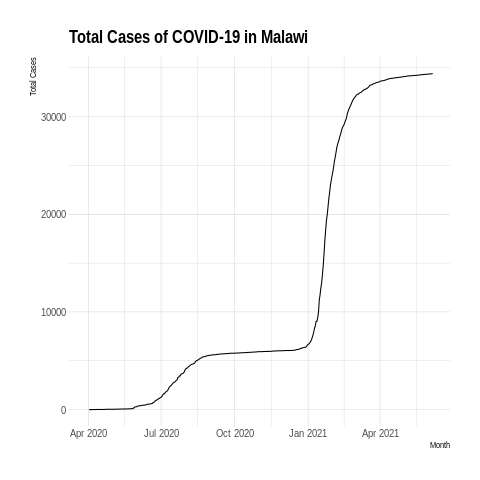 Total Cases of COVID-19 in Malawi
Total Cases
30000
20000
10000
0
Apr 2020 Jul 2020 Oct 2020 Jan 2021 Apr 2021
Month